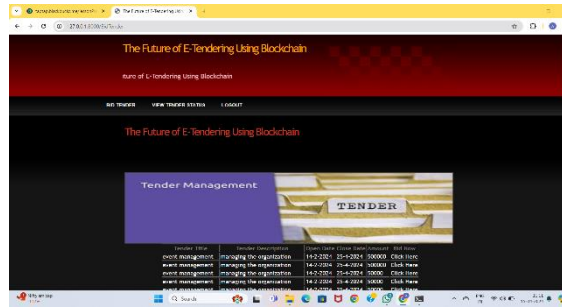 The Future of E-Tendering Using Blockchain
ture of E-Tendering Using Blockchain
BID TENDER VIEW TENDER STATUS LOGOUT
The Future of E-Tendering Using Blockchain
Tender Management
TENDER
Tender Title Tender Description Open Date Close Date Amount Bid Now
event management managing the organization 14-2-2024 25-4-2024 500000 Click Here
event management managing the organization 14-2-2024 25-4-2024 500000 Click Here
event management managing the organization 14-2-2024 25-4-2024 50000 Click Here
event management managing the organization 14-2-2024 25-4-2024 500000 Click Here
Search